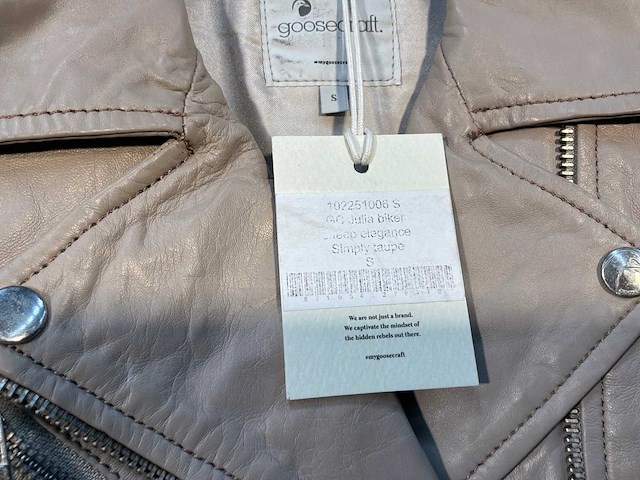 goosecraft.
#mygoosecraft
S
102251006 S
GC Julia biker
sheep elegance
Simply taupe
S
We are not just a brand.
We captivate the mindset of
the hidden rebels out there.
#mygoosecraft